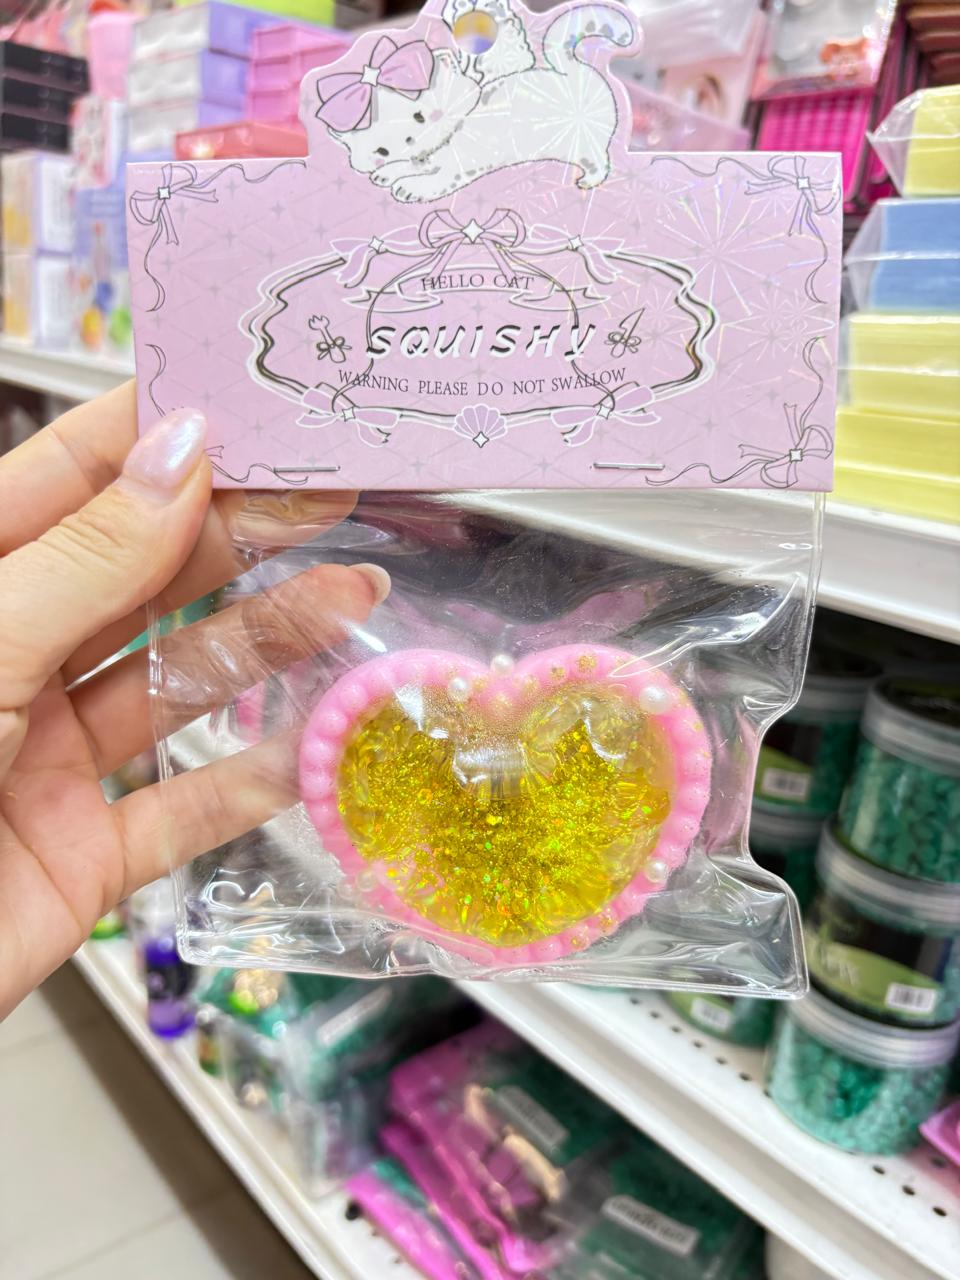 HELLO CAT
SQUISHY
WARNING PLEASE DO NOT SWALLOW